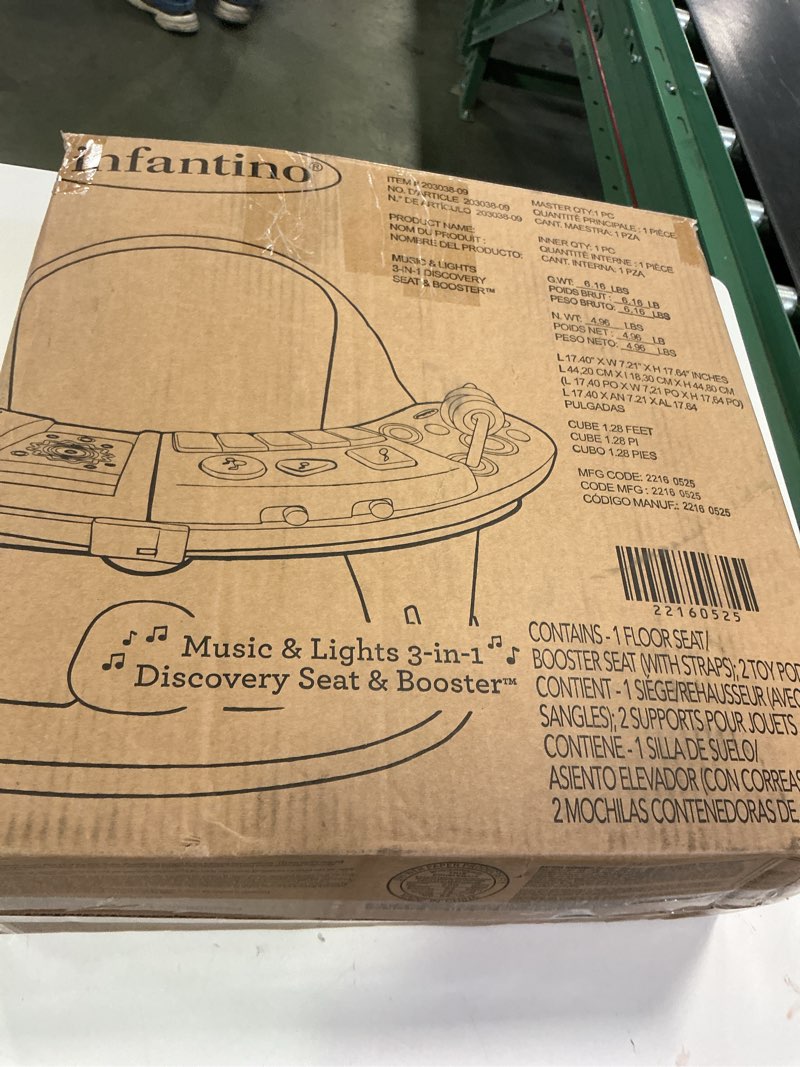 infantino®
ITEM # 203038-09
NO. D'ARTICLE 203038-09
N.° DE ARTÍCULO 203038-09
PRODUCT NAME:
NOM DU PRODUIT :
NOMBRE DEL PRODUCTO:
MUSIC & LIGHTS
3-IN-1 DISCOVERY
SEAT & BOOSTER™
MASTER QTY: 1 PC
QUANTITÉ PRINCIPALE : 1 PIÈCE
CANT. MAESTRA: 1 PZA
INNER QTY: 1 PC
QUANTITÉ INTERNE : 1 PIÈCE
CANT. INTERNA: 1 PZA
G.WT: 6.16 LBS
POIDS BRUT : 6.16 LB
PESO BRUTO: 6.16 LBS
N. WT: 4.96 LBS
POIDS NET : 4.96 LB
PESO NETO: 4.96 LBS
L 17.40" X W 7.21" X H 17.64" INCHES
L 44,20 CM X l 18,30 CM X H 44,80 CM
(L 17,40 PO X W 7,21 PO X H 17,64 PO)
L 17.40 X AN 7.21 X AL 17.64
PULGADAS
CUBE 1.28 FEET
CUBE 1.28 PI
CUBO 1.28 PIES
MFG CODE: 2216 0525
CODE MFG : 2216 0525
CÓDIGO MANUF.: 2216 0525
22160525
Music & Lights 3-in-1
Discovery Seat & Booster™
CONTAINS - 1 FLOOR SEAT/
BOOSTER SEAT (WITH STRAPS); 2 TOY POD
CONTIENT - 1 SIÈGE/REHAUSSEUR (AVEC
SANGLES); 2 SUPPORTS POUR JOUETS
CONTIENE - 1 SILLA DE SUELO/
ASIENTO ELEVADOR (CON CORREAS
2 MOCHILAS CONTENEDORAS DE